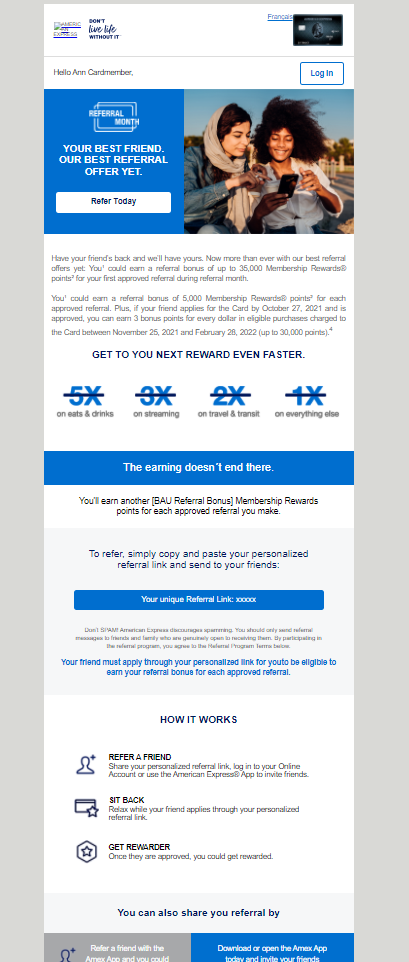 AMERICAN EXPRESS
DON'T
live life
WITHOUT IT
Français
Hello Ann Cardmember,
Log In
REFERRAL
MONTH
YOUR BEST FRIEND.
OUR BEST REFERRAL
OFFER YET.
Refer Today
Have your friend's back and we'll have yours. Now more than ever with our best referral
offers yet: You¹ could earn a referral bonus of up to 35,000 Membership Rewards®
points² for your first approved referral during referral month.
You¹ could earn a referral bonus of 5,000 Membership Rewards® points² for each
approved referral. Plus, if your friend applies for the Card by October 27, 2021 and is
approved, you can earn 3 bonus points for every dollar in eligible purchases charged to
the Card between November 25, 2021 and February 28, 2022 (up to 30,000 points).⁴
GET TO YOU NEXT REWARD EVEN FASTER.
5X 3X 2X 1X
on eats & drinks on streaming on travel & transit on everything else
The earning doesn´t end there.
You'll earn another [BAU Referral Bonus] Membership Rewards
points for each approved referral you make.
To refer, simply copy and paste your personalized
referral link and send to your friends:
Your unique Referral Link: xxxxx
Don't SPAM! American Express discourages spamming. You should only send referral
messages to friends and family who are genuinely open to receiving them. By participating in
the referral program, you agree to the Referral Program Terms below.
Your friend must apply through your personalized link for youto be eligible to
earn your referral bonus for each approved referral.
HOW IT WORKS
REFER A FRIEND
Share your personalized referral link, log in to your Online
Account or use the American Express® App to invite friends.
SIT BACK
Relax while your friend applies through your personalized
referral link.
GET REWARDER
Once they are approved, you could get rewarded.
You can also share you referral by
Refer a friend with the
Amex App and you could
Download or open the Amex App
today and invite your friends